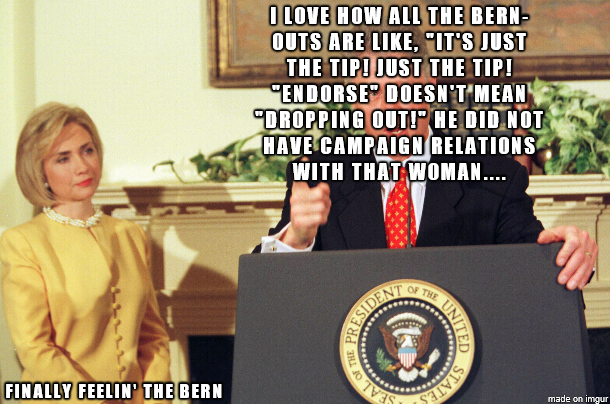 I LOVE HOW ALL THE BERN-
OUTS ARE LIKE, "IT'S JUST
THE TIP! JUST THE TIP!
"ENDORSE" DOESN'T MEAN
"DROPPING OUT!" HE DID NOT
HAVE CAMPAIGN RELATIONS
WITH THAT WOMAN....
SEAL OF THE PRESIDENT OF THE UNITED STATES
FINALLY FEELIN' THE BERN
made on imgur